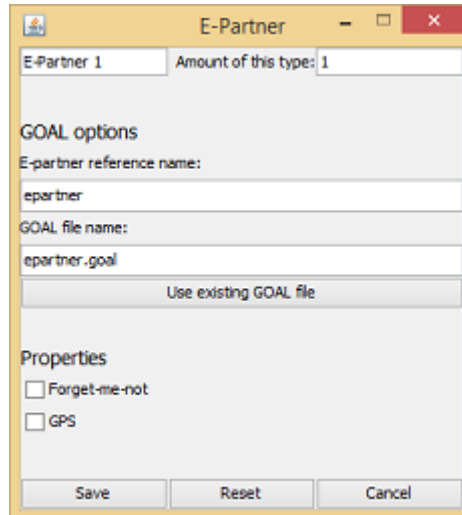 E-Partner
E-Partner 1 Amount of this type: 1
GOAL options
E-partner reference name:
epartner
GOAL file name:
epartner.goal
Use existing GOAL file
Properties
Forget-me-not
GPS
Save Reset Cancel